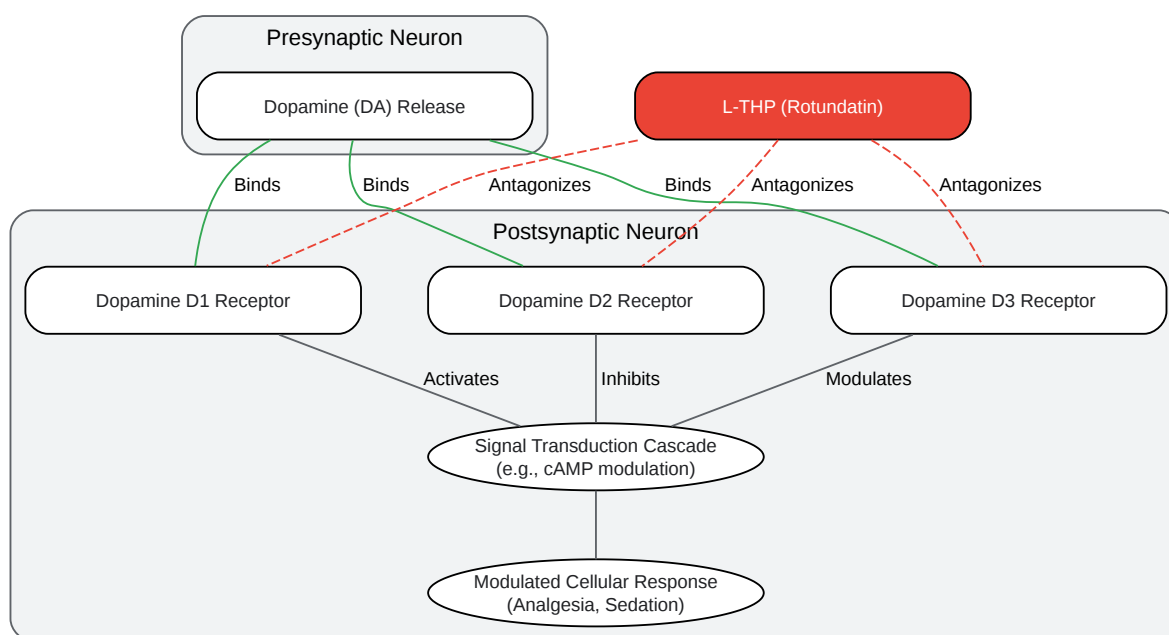 Presynaptic Neuron
Dopamine (DA) Release
L-THP (Rotundatin)
Binds
Binds
Antagonizes
Binds
Antagonizes
Antagonizes
Postsynaptic Neuron
Dopamine D1 Receptor
Dopamine D2 Receptor
Dopamine D3 Receptor
Activates
Inhibits
Modulates
Signal Transduction Cascade
(e.g., cAMP modulation)
Modulated Cellular Response
(Analgesia, Sedation)